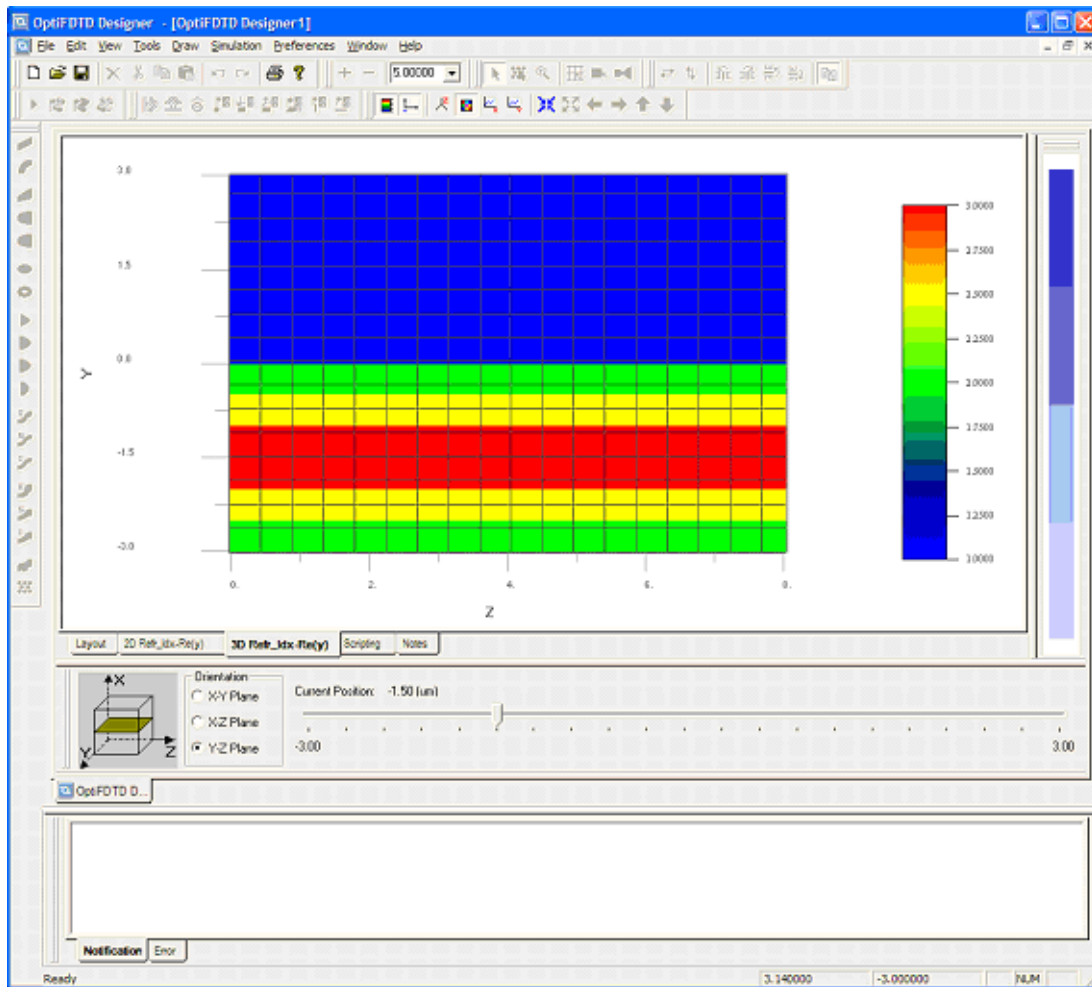 OptiFDTD Designer - [OptiFDTD Designer1]
File Edit View Tools Draw Simulation Preferences Window Help
5.00000
3.0
1.5
0.0
-1.5
-3.0
Y
0. 2. 4. 6. 8.
Z
3.0000
2.7500
2.5000
2.2500
2.0000
1.7500
1.5000
1.2500
1.0000
Layout 2D Refr_Idx-Re(y) 3D Refr_Idx-Re(y) Scripting Notes
X
Y
Z
Orientation
X-Y Plane
X-Z Plane
Y-Z Plane
Current Position: -1.50 (um)
-3.00 3.00
OptiFDTD D...
Notification Error
Ready 3.140000 -3.000000 NUM